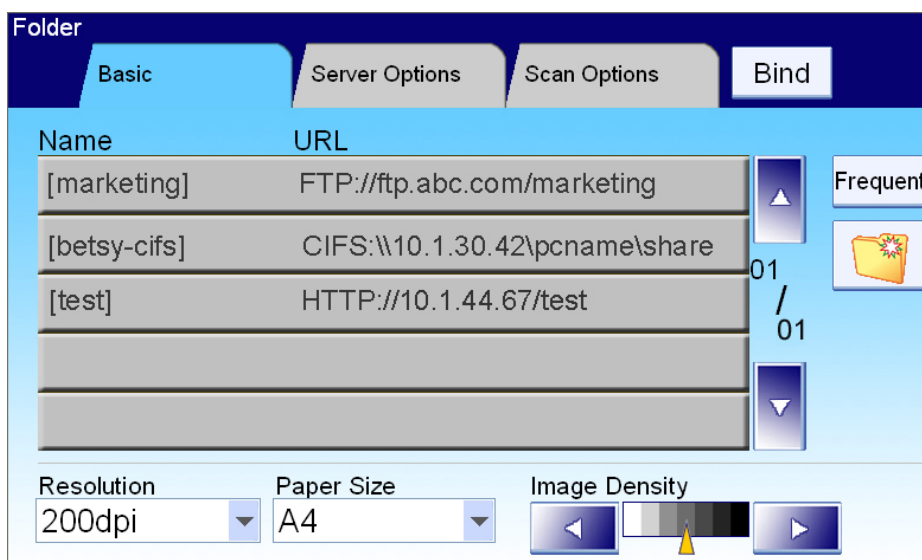 Folder
Basic Server Options Scan Options Bind
Name URL
[marketing] FTP://ftp.abc.com/marketing
Frequent
[betsy-cifs] CIFS:\\10.1.30.42\pcname\share
01
[test] HTTP://10.1.44.67/test
/
01
Resolution Paper Size Image Density
200dpi A4